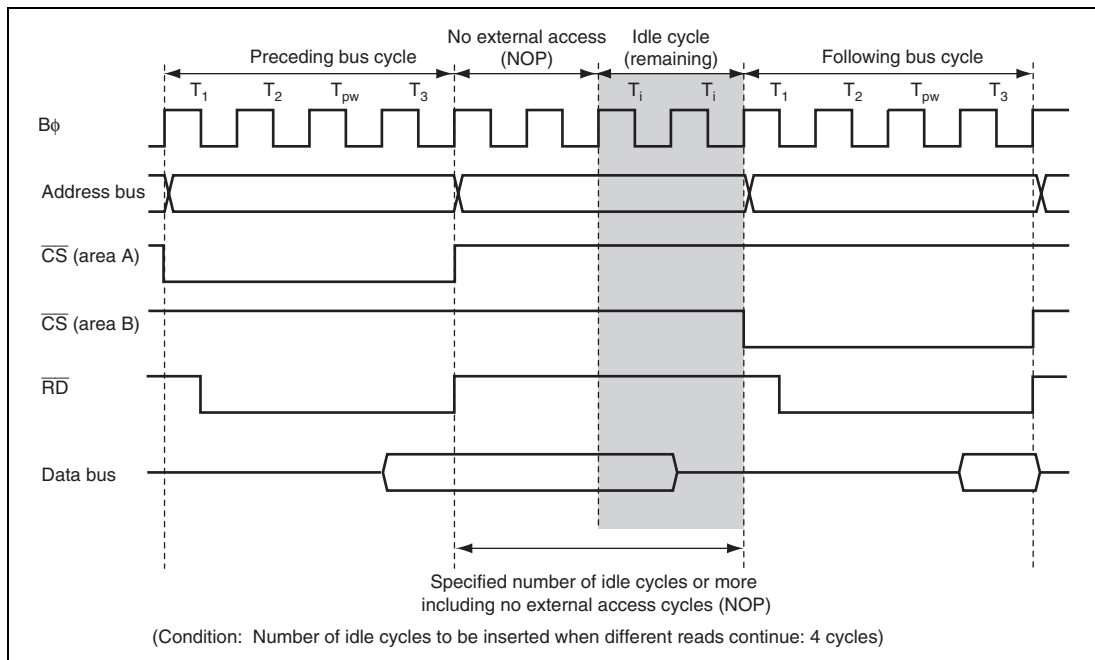 No external access
(NOP)
Idle cycle
(remaining)
Preceding bus cycle
Following bus cycle
T1 T2 Tpw T3 Ti Ti T1 T2 Tpw T3
Bφ
Address bus
CS (area A)
CS (area B)
RD
Data bus
Specified number of idle cycles or more
including no external access cycles (NOP)
(Condition: Number of idle cycles to be inserted when different reads continue: 4 cycles)